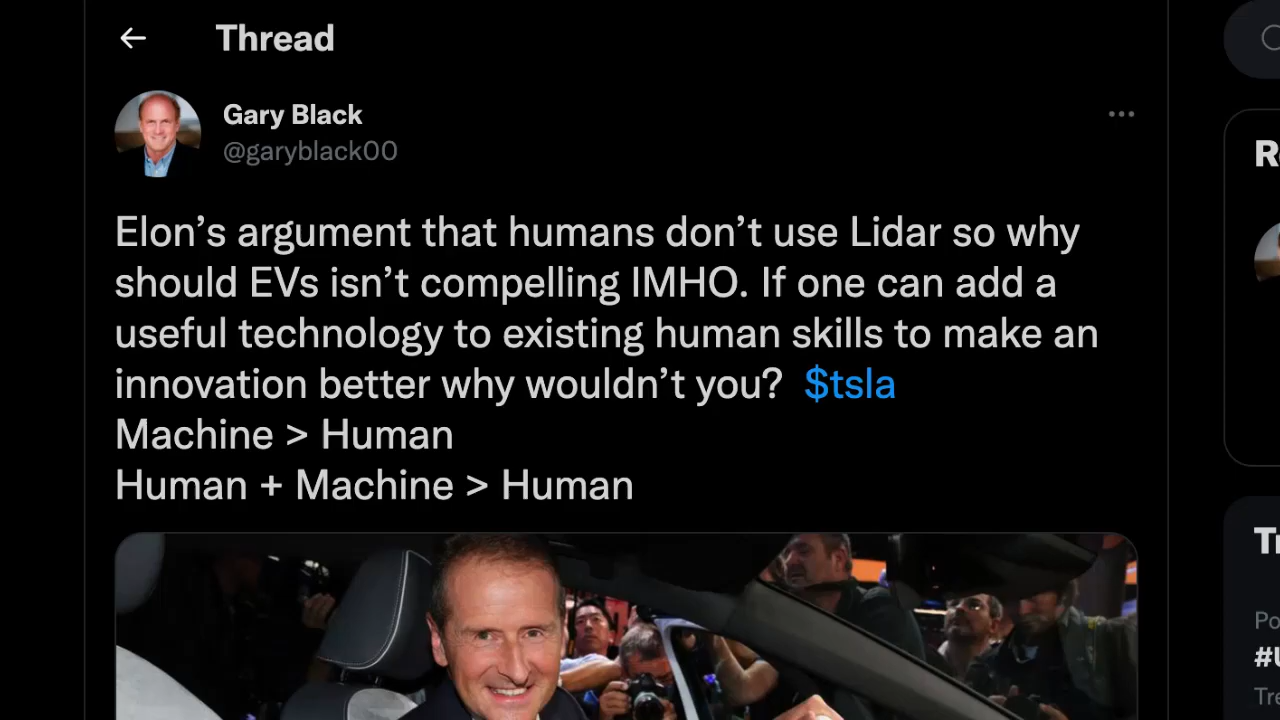 Thread
Gary Black
@garyblack00
Elon’s argument that humans don’t use Lidar so why
should EVs isn’t compelling IMHO. If one can add a
useful technology to existing human skills to make an
innovation better why wouldn’t you? $tsla
Machine > Human
Human + Machine > Human